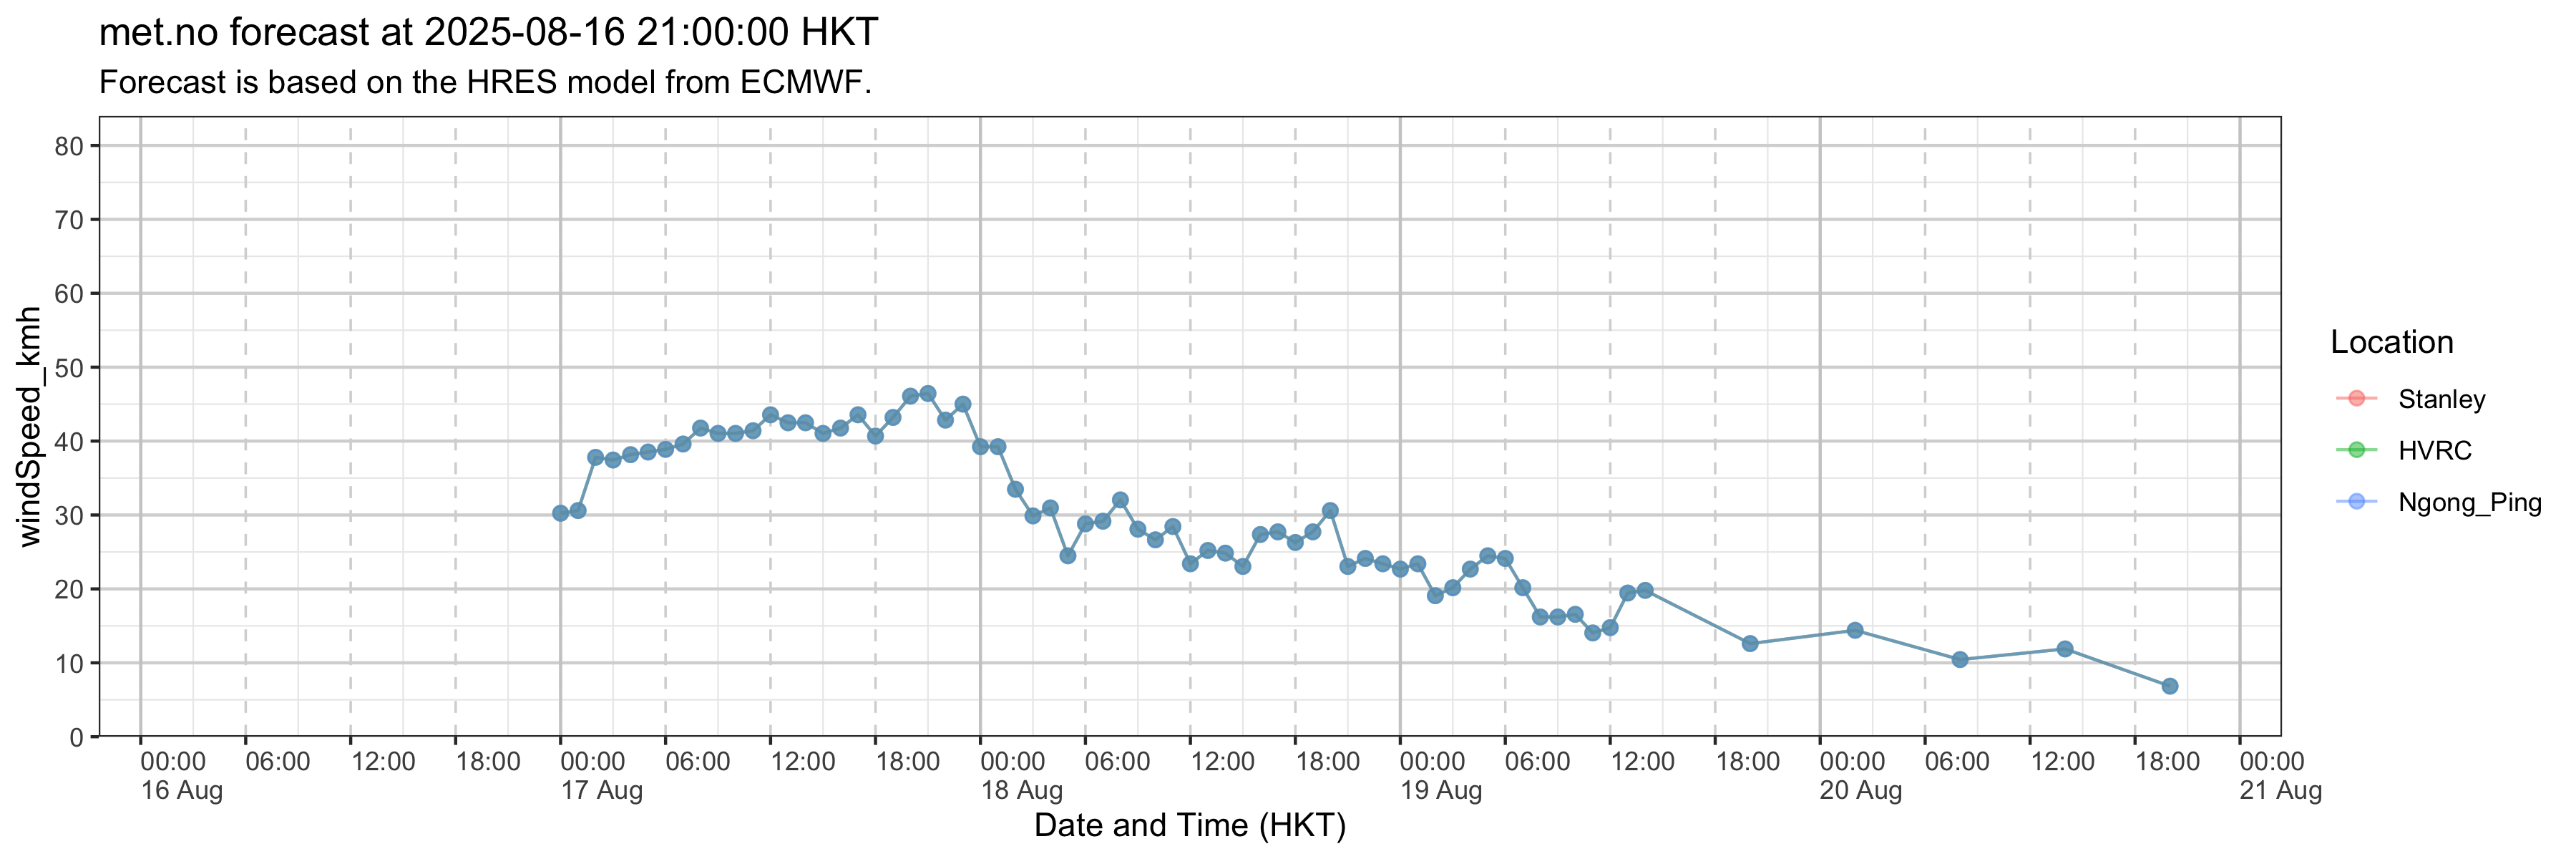 met.no forecast at 2025-08-16 21:00:00 HKT
Forecast is based on the HRES model from ECMWF.
windSpeed_kmh
80
70
60
50
40
30
20
10
0
00:00 06:00 12:00 18:00 00:00 06:00 12:00 18:00 00:00 06:00 12:00 18:00 00:00 06:00 12:00 18:00 00:00 06:00 12:00 18:00 00:00
16 Aug 17 Aug 18 Aug 19 Aug 20 Aug 21 Aug
Date and Time (HKT)
Location
Stanley
HVRC
Ngong_Ping